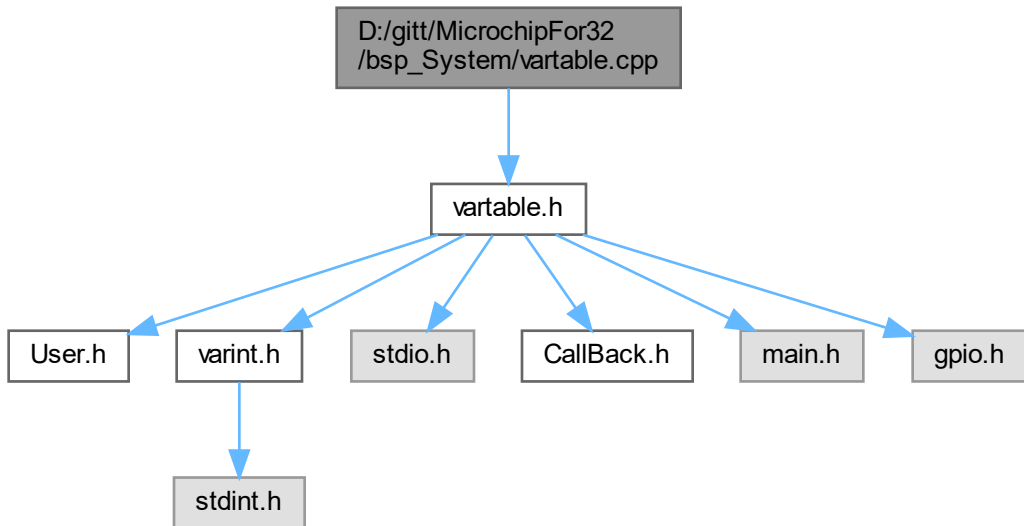 D:/gitt/MicrochipFor32
/bsp_System/vartable.cpp
vartable.h
User.h
varint.h
stdio.h
CallBack.h
main.h
gpio.h
stdint.h